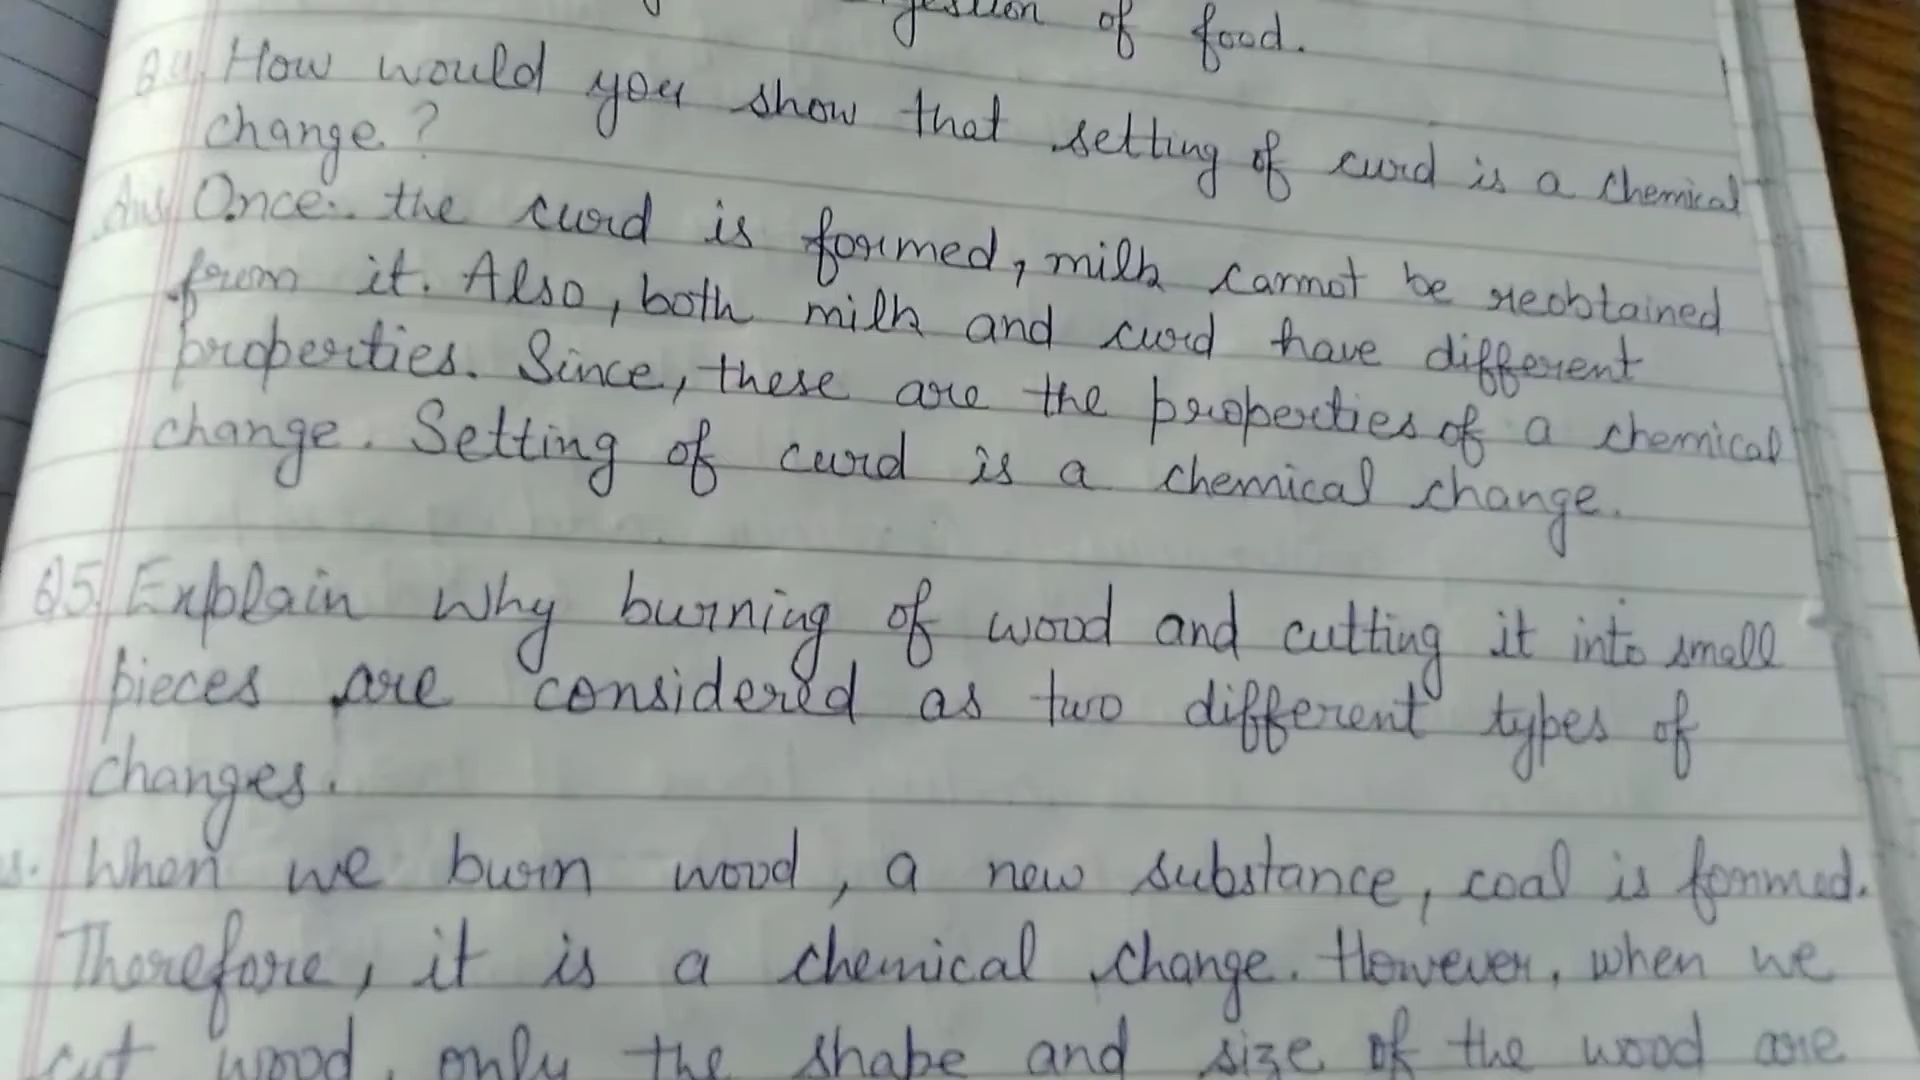 of food.
Q4. How would you show that setting of curd is a chemical
change?
Ans Once the curd is formed, milk cannot be reobtained
from it. Also, both milk and curd have different
properties. Since, these are the properties of a chemical
change. Setting of curd is a chemical change.
Q5. Explain why burning of wood and cutting it into small
pieces are considered as two different types of
changes.
s. When we burn wood, a new substance, coal is formed.
Therefore, it is a chemical change. However, when we
cut wood, only the shape and size of the wood are